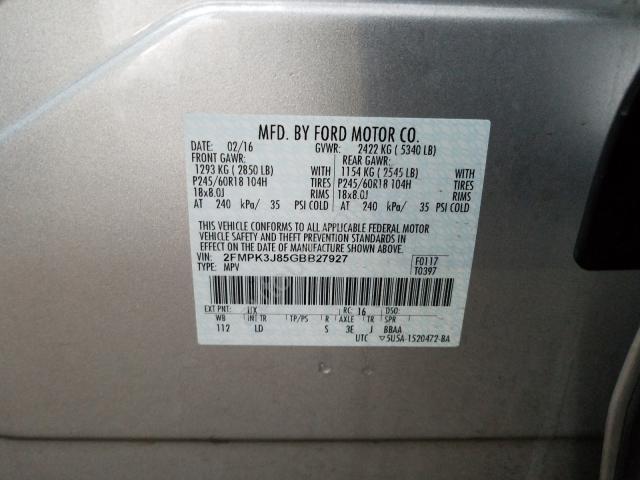 MFD. BY FORD MOTOR CO.
DATE: 02/16 GVWR: 2422 KG ( 5340 LB)
FRONT GAWR: REAR GAWR:
1293 KG ( 2850 LB) WITH 1154 KG ( 2545 LB) WITH
P245/60R18 104H TIRES P245/60R18 104H TIRES
18x8.0J RIMS 18x8.0J RIMS
AT 240 kPa/ 35 PSI COLD AT 240 kPa/ 35 PSI COLD
THIS VEHICLE CONFORMS TO ALL APPLICABLE FEDERAL MOTOR
VEHICLE SAFETY AND THEFT PREVENTION STANDARDS IN
EFFECT ON THE DATE OF MANUFACTURE SHOWN ABOVE.
VIN: 2FMPK3J85GBB27927 F0117
TYPE: MPV T0397
EXT PNT: UX RC: 16 DSO:
WB INT TR TP/PS R AXLE TR SPR
112 LD S 3E J BBAA
UTC ▽5U5A-1520472-BA